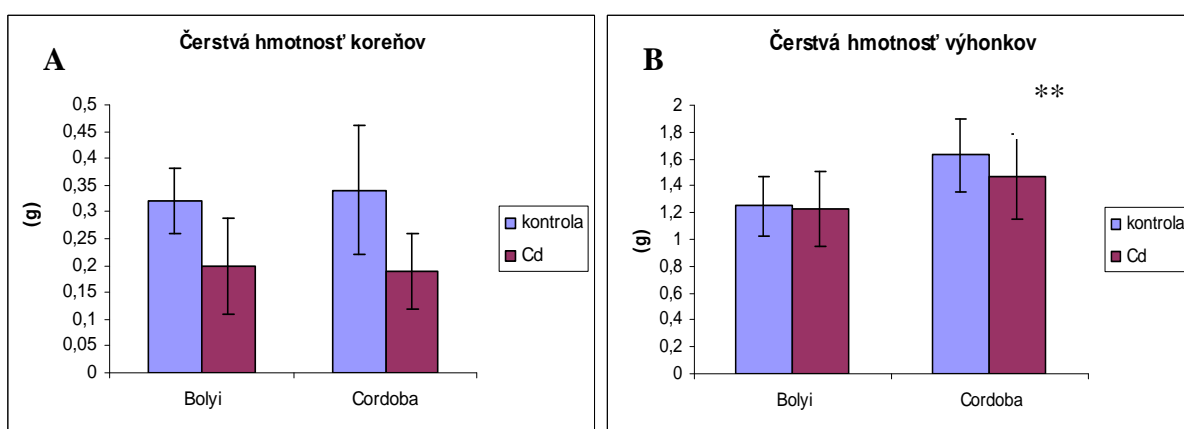 A
Čerstvá hmotnosť koreňov
0,5
0,45
0,4
0,35
0,3
0,25
0,2
0,15
0,1
0,05
0
(g)
Bolyi
Cordoba
kontrola
Cd
B
Čerstvá hmotnosť výhonkov
**
2
1,8
1,6
1,4
1,2
1
0,8
0,6
0,4
0,2
0
(g)
Bolyi
Cordoba
kontrola
Cd